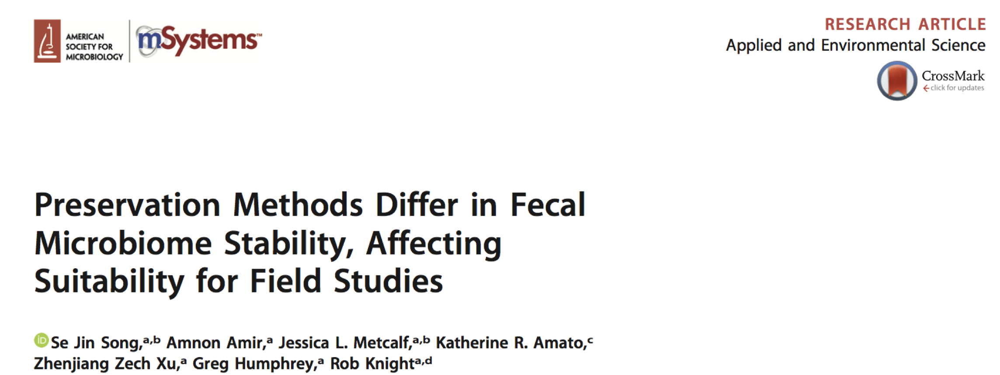 AMERICAN
SOCIETY FOR
MICROBIOLOGY
mSystems™
RESEARCH ARTICLE
Applied and Environmental Science
CrossMark
click for updates
Preservation Methods Differ in Fecal
Microbiome Stability, Affecting
Suitability for Field Studies
iD Se Jin Song,a,b Amnon Amir,a Jessica L. Metcalf,a,b Katherine R. Amato,c
Zhenjiang Zech Xu,a Greg Humphrey,a Rob Knighta,d